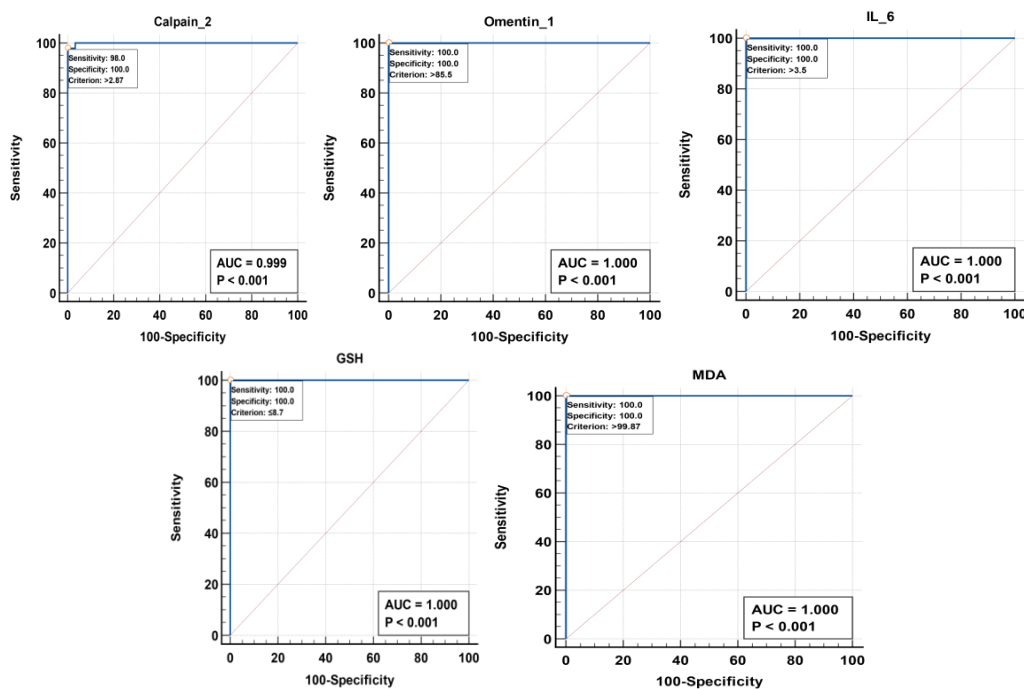 Calpain_2
100
80
60
40
20
0
Sensitivity
Sensitivity: 98.0
Specificity: 100.0
Criterion: >2.87
AUC = 0.999
P < 0.001
0 20 40 60 80 100
100-Specificity
Omentin_1
100
80
60
40
20
0
Sensitivity
Sensitivity: 100.0
Specificity: 100.0
Criterion: >85.5
AUC = 1.000
P < 0.001
0 20 40 60 80 100
100-Specificity
IL_6
100
80
60
40
20
0
Sensitivity
Sensitivity: 100.0
Specificity: 100.0
Criterion: >3.5
AUC = 1.000
P < 0.001
0 20 40 60 80 100
100-Specificity
GSH
100
80
60
40
20
0
Sensitivity
Sensitivity: 100.0
Specificity: 100.0
Criterion: ≤8.7
AUC = 1.000
P < 0.001
0 20 40 60 80 100
100-Specificity
MDA
100
80
60
40
20
0
Sensitivity
Sensitivity: 100.0
Specificity: 100.0
Criterion: >99.87
AUC = 1.000
P < 0.001
0 20 40 60 80 100
100-Specificity